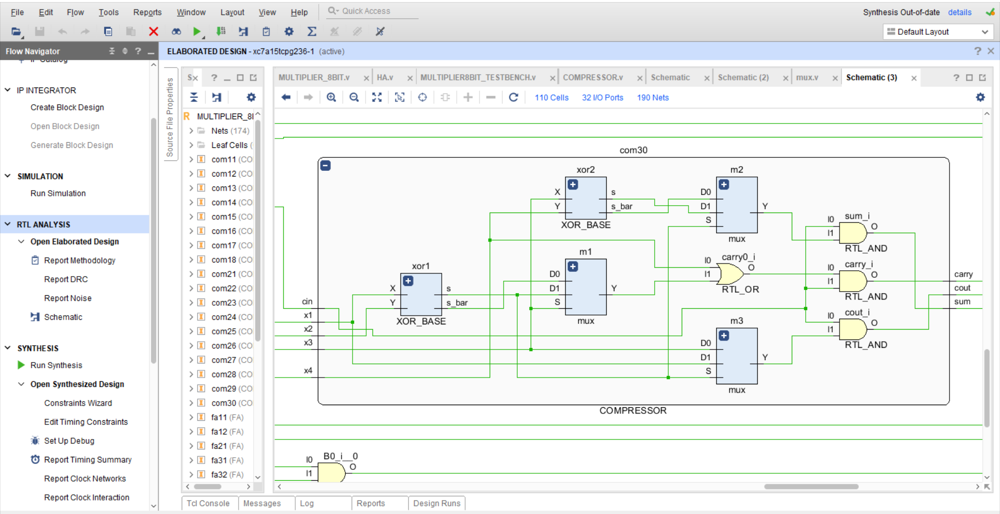 File Edit Flow Tools Reports Window Layout View Help Quick Access Synthesis Out-of-date details
Default Layout
Flow Navigator ? ELABORATED DESIGN - xc7a15tcpg236-1 (active) ?
IP Catalog
IP INTEGRATOR
Create Block Design
Open Block Design
Generate Block Design
SIMULATION
Run Simulation
RTL ANALYSIS
Open Elaborated Design
Report Methodology
Report DRC
Report Noise
Schematic
SYNTHESIS
Run Synthesis
Open Synthesized Design
Constraints Wizard
Edit Timing Constraints
Set Up Debug
Report Timing Summary
Report Clock Networks
Report Clock Interaction
Source File Properties
S ?
R MULTIPLIER_8
Nets (174)
Leaf Cells (
com11 (CO
com12 (CO
com13 (CO
com14 (CO
com15 (CO
com16 (CO
com17 (CO
com18 (CO
com21 (CO
com22 (CO
com23 (CO
com24 (CO
com25 (CO
com26 (CO
com27 (CO
com28 (CO
com29 (CO
com30 (CO
fa11 (FA)
fa12 (FA)
fa21 (FA)
fa31 (FA)
fa32 (FA)
MULTIPLIER_8BIT.v HA.v MULTIPLIER8BIT_TESTBENCH.v COMPRESSOR.v Schematic Schematic (2) mux.v Schematic (3) ?
110 Cells 32 I/O Ports 190 Nets
com30
xor2
X s
Y s_bar
XOR_BASE
m2
D0
D1 Y
S
mux
sum_i
I0 O
I1
RTL_AND
m1
D0
D1 Y
S
mux
carry0_i
I0 O
I1
RTL_OR
carry_i
I0 O
I1
RTL_AND
xor1
X s
Y s_bar
XOR_BASE
cin
x1
x2
x3
x4
m3
D0
D1 Y
S
mux
cout_i
I0 O
I1
RTL_AND
carry
cout
sum
COMPRESSOR
B0_i__0
I0 O
I1
Tcl Console Messages Log Reports Design Runs